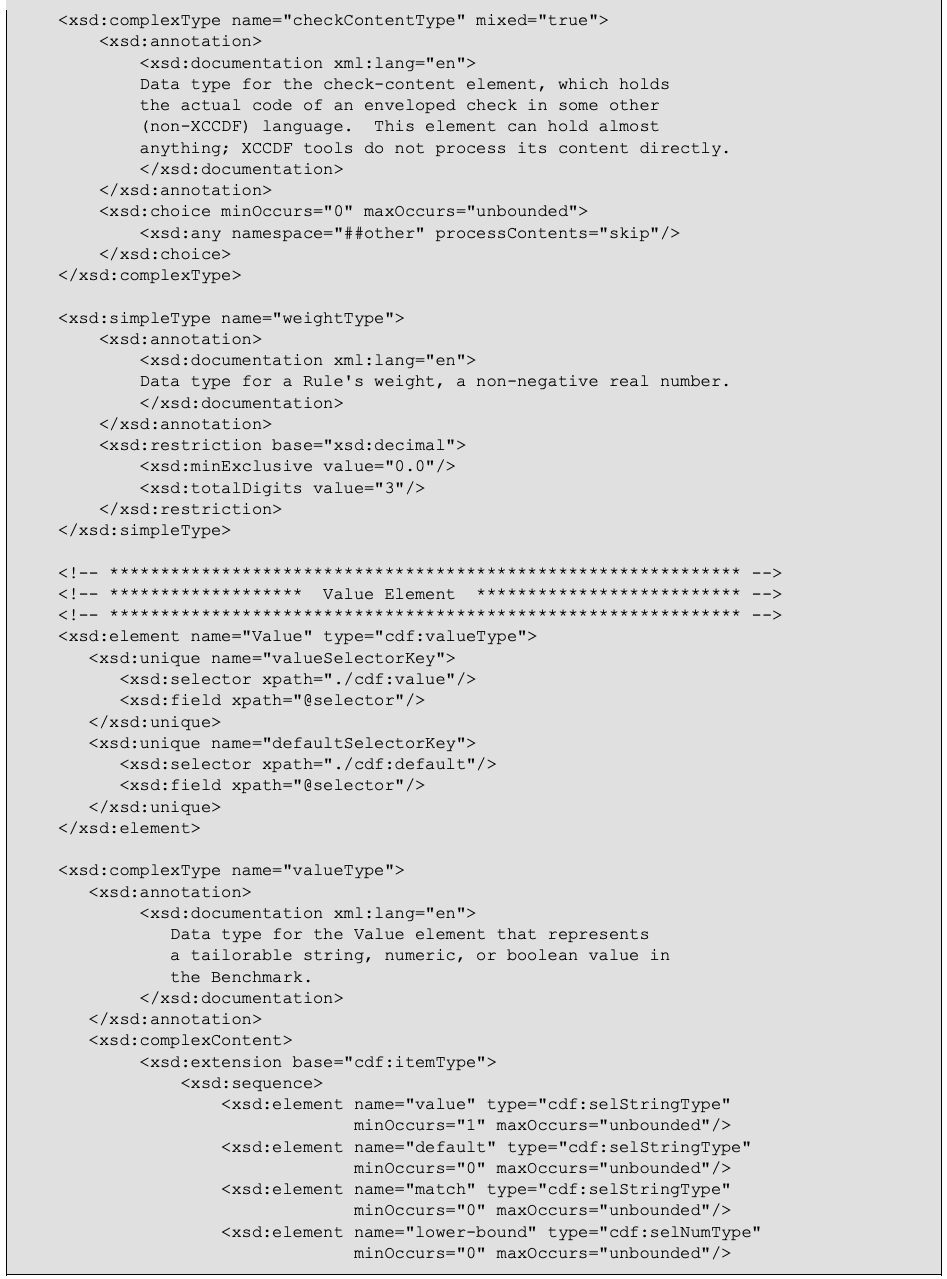 <xsd:complexType name="checkContentType" mixed="true">
    <xsd:annotation>
        <xsd:documentation xml:lang="en">
        Data type for the check-content element, which holds
        the actual code of an enveloped check in some other
        (non-XCCDF) language.  This element can hold almost
        anything; XCCDF tools do not process its content directly.
        </xsd:documentation>
    </xsd:annotation>
    <xsd:choice minOccurs="0" maxOccurs="unbounded">
        <xsd:any namespace="##other" processContents="skip"/>
    </xsd:choice>
</xsd:complexType>

<xsd:simpleType name="weightType">
    <xsd:annotation>
        <xsd:documentation xml:lang="en">
        Data type for a Rule's weight, a non-negative real number.
        </xsd:documentation>
    </xsd:annotation>
    <xsd:restriction base="xsd:decimal">
        <xsd:minExclusive value="0.0"/>
        <xsd:totalDigits value="3"/>
    </xsd:restriction>
</xsd:simpleType>

<!-- ************************************************************** -->
<!-- *******************  Value Element  ************************** -->
<!-- ************************************************************** -->
<xsd:element name="Value" type="cdf:valueType">
   <xsd:unique name="valueSelectorKey">
      <xsd:selector xpath="./cdf:value"/>
      <xsd:field xpath="@selector"/>
   </xsd:unique>
   <xsd:unique name="defaultSelectorKey">
      <xsd:selector xpath="./cdf:default"/>
      <xsd:field xpath="@selector"/>
   </xsd:unique>
</xsd:element>

<xsd:complexType name="valueType">
   <xsd:annotation>
        <xsd:documentation xml:lang="en">
           Data type for the Value element that represents
           a tailorable string, numeric, or boolean value in
           the Benchmark.
        </xsd:documentation>
   </xsd:annotation>
   <xsd:complexContent>
        <xsd:extension base="cdf:itemType">
            <xsd:sequence>
                <xsd:element name="value" type="cdf:selStringType"
                             minOccurs="1" maxOccurs="unbounded"/>
                <xsd:element name="default" type="cdf:selStringType"
                             minOccurs="0" maxOccurs="unbounded"/>
                <xsd:element name="match" type="cdf:selStringType"
                             minOccurs="0" maxOccurs="unbounded"/>
                <xsd:element name="lower-bound" type="cdf:selNumType"
                             minOccurs="0" maxOccurs="unbounded"/>